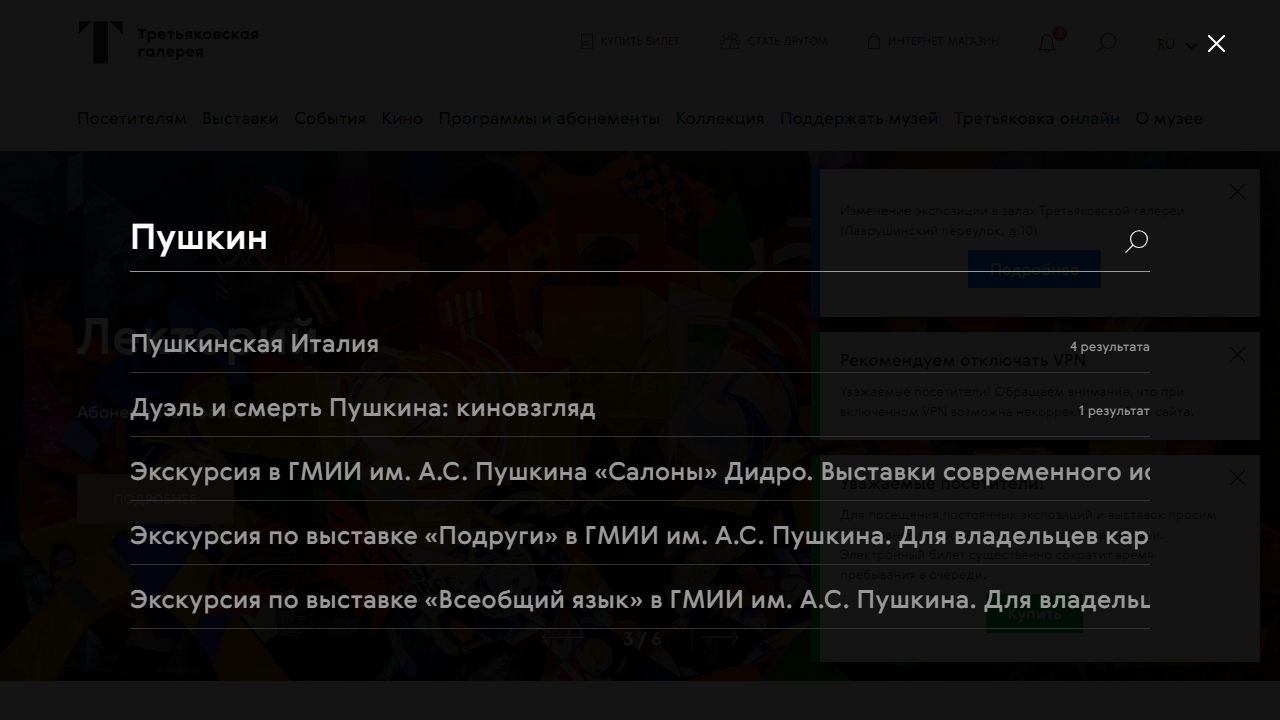 Третьяковская
галерея
КУПИТЬ БИЛЕТ
СТАТЬ ДРУГОМ
ИНТЕРНЕТ-МАГАЗИН
RU
Посетителям Выставки События Кино Программы и абонементы Коллекция Поддержать музей Третьяковка онлайн О музее
Пушкин
Изменение экспозиции в залах Третьяковской галереи
(Лаврушинский переулок, д.10)
Подробнее
Лекторий
Пушкинская Италия
4 результата
Рекомендуем отключать VPN
Уважаемые посетители! Обращаем внимание, что при
включенном VPN возможна некоррек сайта.
Дуэль и смерть Пушкина: киновзгляд
1 результат
Экскурсия в ГМИИ им. А.С. Пушкина «Салоны» Дидро. Выставки современного ис
Уважаемые посетители!
ПОДРОБНЕЕ
Для посещения постоянных экспозиций и выставок просим
Экскурсия по выставке «Подруги» в ГМИИ им. А.С. Пушкина. Для владельцев кар
Электронный билет существенно сократит время
пребывания в очереди.
Экскурсия по выставке «Всеобщий язык» в ГМИИ им. А.С. Пушкина. Для владельц
Купить
3 / 6